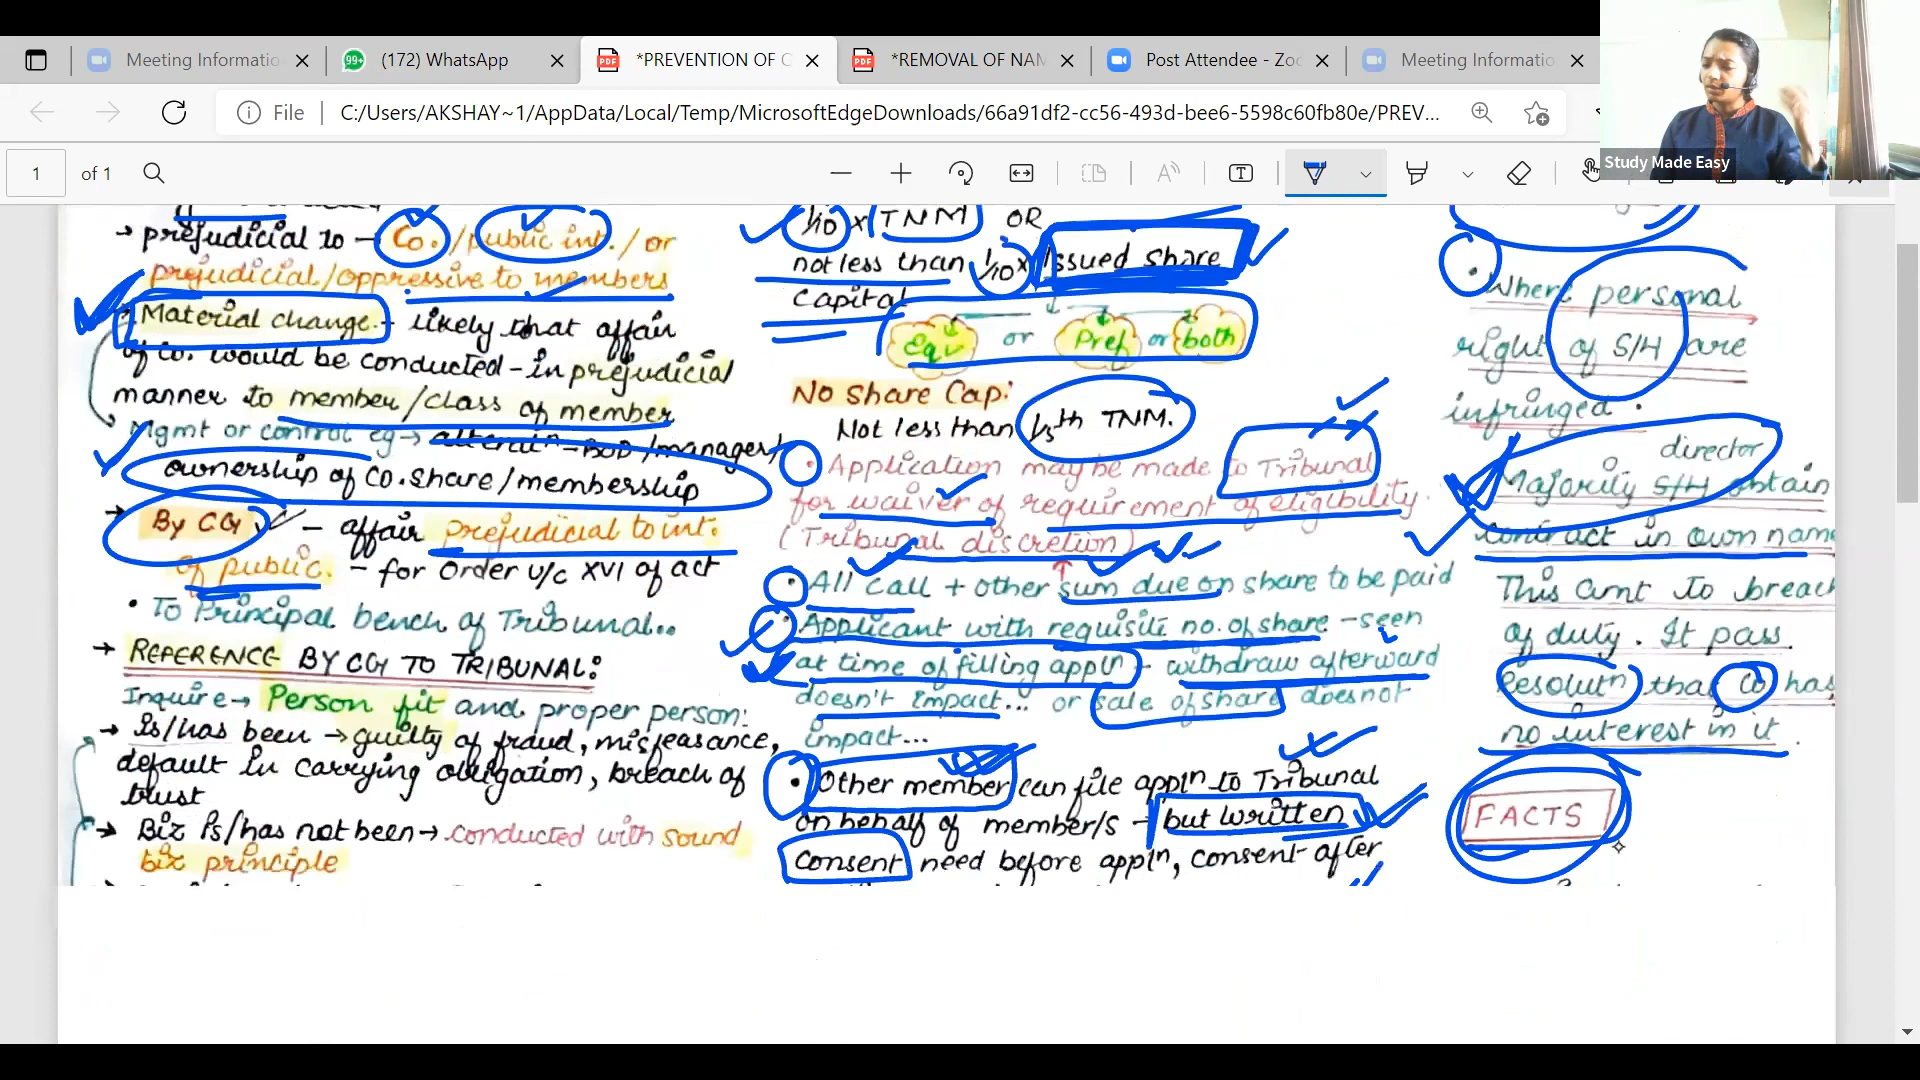 Meeting Informatio
(172) WhatsApp
*PREVENTION OF C
*REMOVAL OF NAM
Post Attendee - Zoo
Meeting Informatio
File
C:/Users/AKSHAY~1/AppData/Local/Temp/MicrosoftEdgeDownloads/66a91df2-cc56-493d-bee6-5598c60fb80e/PREV...
1
of 1
Study Made Easy
→ prejudicial to – Co. / public int. / or
prejudicial/oppressive to members
Material change - likely that affair
of Co. would be conducted - in prejudicial
manner to member/class of member
Mgmt or control eg → BoD/manager/
ownership of Co. share/membership
By CG – affair prejudicial to int.
of public. – for order u/c XVI of act
• To Principal bench of Tribunal..
→ REFERENCE BY CG TO TRIBUNAL:
Inquire → Person fit and proper person:
→ Is/has been → guilty of fraud, misfeasance,
default in carrying obligation, breach of
trust
→ Biz is/has not been → conducted with sound
biz principle
1/10 x TNM OR
not less than 1/10 x Issued share
capital
Eq or Pref or both
No Share Cap:
Not less than 1/5th TNM.
• Application may be made to Tribunal
for waiver of requirement of eligibility.
(Tribunal discretion)
• All call + other sum due on share to be paid
• Applicant with requisite no. of share - seen
at time of filling appln - withdraw afterward
doesn't impact... or sale of share doesnot
impact...
• Other member can file appln to Tribunal
on behalf of member/s - but written
consent need before appln, consent after
• Where personal
right of S/H are
infringed.
director
Majority S/H obtain
contract in own name
This amt to breach
of duty. It pass
Resolutn that Co has
no interest in it.
FACTS